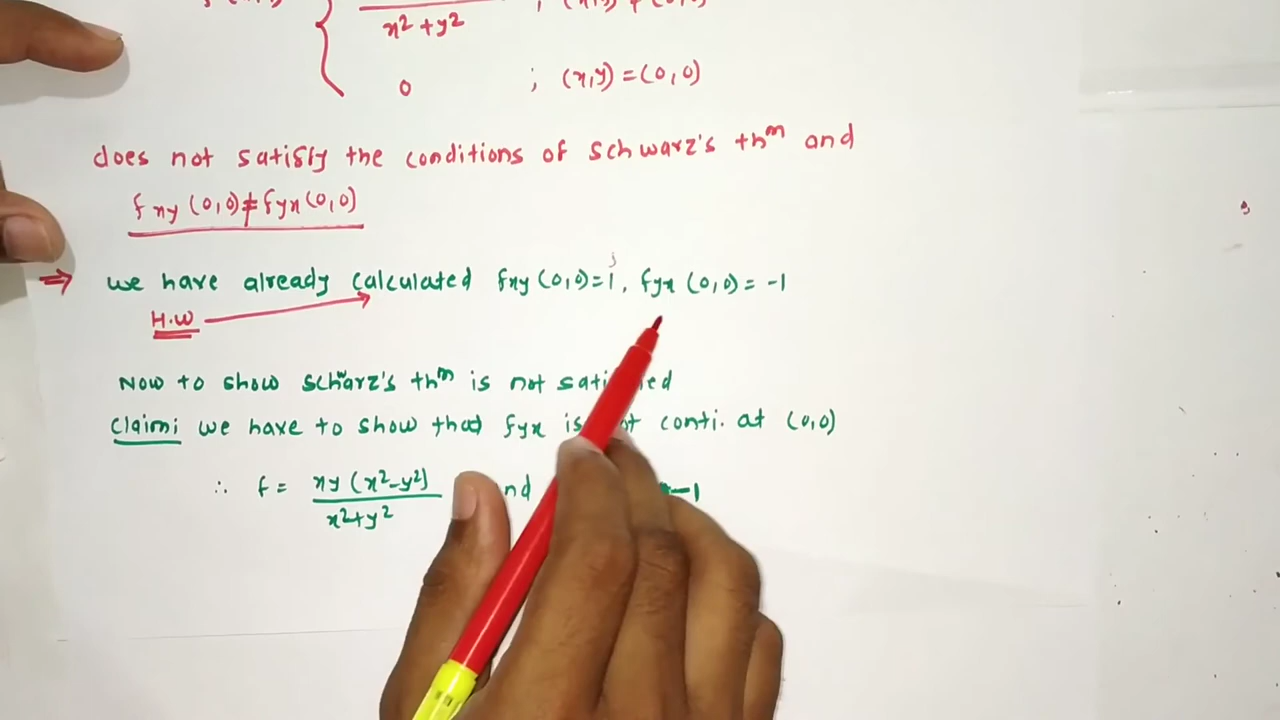 x²+y²
0 ; (x,y) = (0,0)
does not satisfy the conditions of schwarz's thm and
fxy (0,0) ≠ fyx (0,0)
⇒ we have already calculated fxy (0,0) = 1, fyx (0,0) = -1
H.W
Now to show schwarz's thm is not
claim: we have to show that fyx is conti. at (0,0)
∴ f = xy (x²-y²)
x²+y²
-1